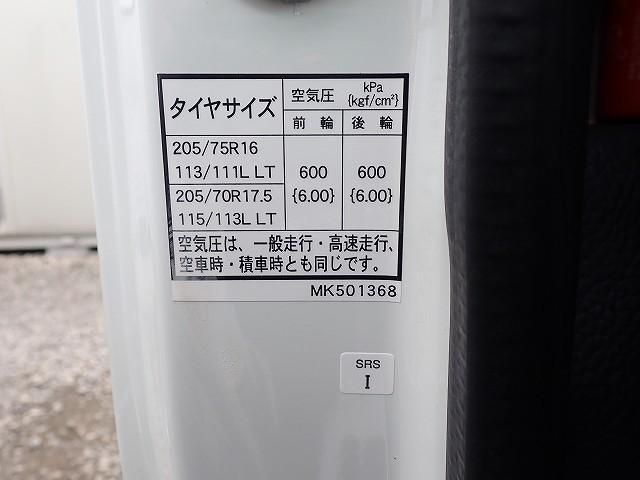 タイヤサイズ 空気圧 kPa {kgf/cm²}
前輪 後輪
205/75R16
113/111L LT 600 600
205/70R17.5 {6.00} {6.00}
115/113L LT
空気圧は、一般走行・高速走行、
空車時・積車時とも同じです。
MK501368
SRS
I